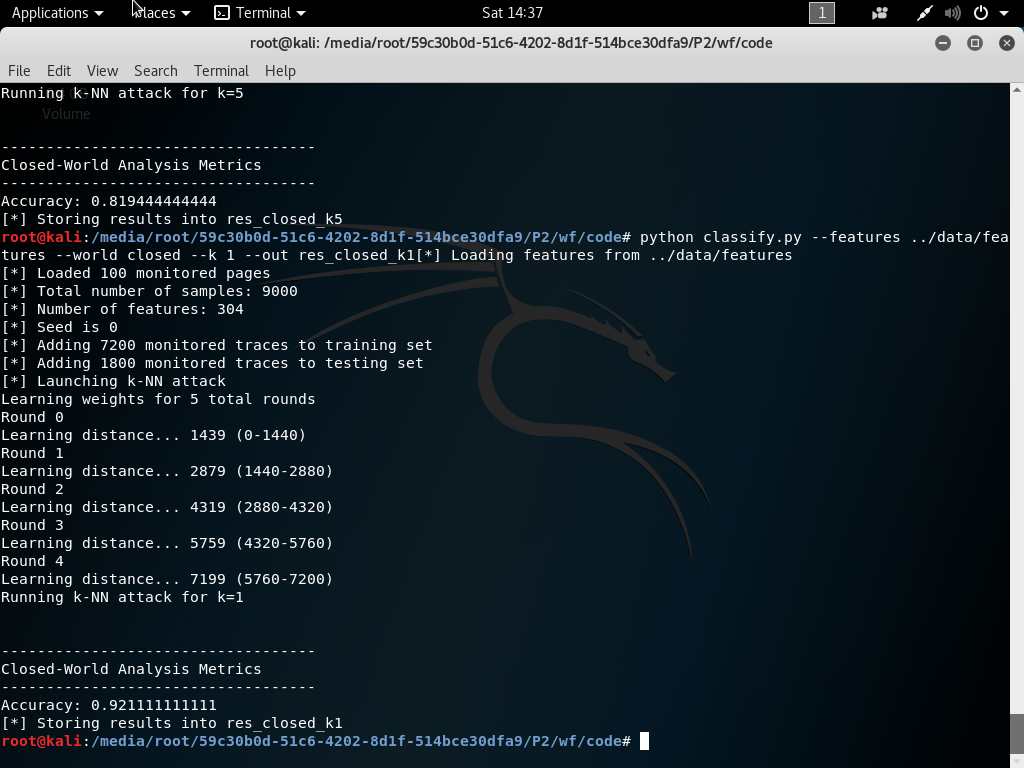 Applications Places Terminal Sat 14:37 1
root@kali: /media/root/59c30b0d-51c6-4202-8d1f-514bce30dfa9/P2/wf/code
File Edit View Search Terminal Help
Running k-NN attack for k=5
Volume
-----------------------------------
Closed-World Analysis Metrics
-----------------------------------
Accuracy: 0.819444444444
[*] Storing results into res_closed_k5
root@kali:/media/root/59c30b0d-51c6-4202-8d1f-514bce30dfa9/P2/wf/code# python classify.py --features ../data/fea
tures --world closed --k 1 --out res_closed_k1[*] Loading features from ../data/features
[*] Loaded 100 monitored pages
[*] Total number of samples: 9000
[*] Number of features: 304
[*] Seed is 0
[*] Adding 7200 monitored traces to training set
[*] Adding 1800 monitored traces to testing set
[*] Launching k-NN attack
Learning weights for 5 total rounds
Round 0
Learning distance... 1439 (0-1440)
Round 1
Learning distance... 2879 (1440-2880)
Round 2
Learning distance... 4319 (2880-4320)
Round 3
Learning distance... 5759 (4320-5760)
Round 4
Learning distance... 7199 (5760-7200)
Running k-NN attack for k=1
-----------------------------------
Closed-World Analysis Metrics
-----------------------------------
Accuracy: 0.921111111111
[*] Storing results into res_closed_k1
root@kali:/media/root/59c30b0d-51c6-4202-8d1f-514bce30dfa9/P2/wf/code#